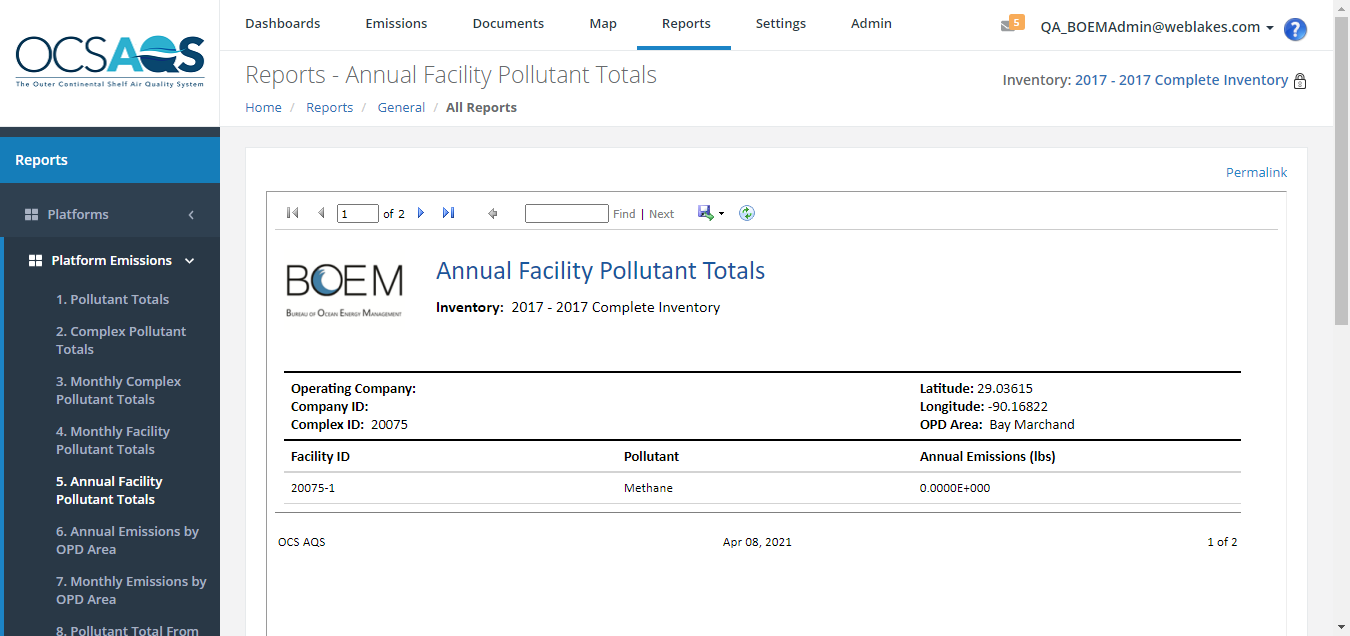 OCSAQS
The Outer Continental Shelf Air Quality System
Dashboards Emissions Documents Map Reports Settings Admin
5 QA_BOEMAdmin@weblakes.com ?
Reports - Annual Facility Pollutant Totals
Inventory: 2017 - 2017 Complete Inventory
Home / Reports / General / All Reports
Reports
Platforms
Platform Emissions
1. Pollutant Totals
2. Complex Pollutant
Totals
3. Monthly Complex
Pollutant Totals
4. Monthly Facility
Pollutant Totals
5. Annual Facility
Pollutant Totals
6. Annual Emissions by
OPD Area
7. Monthly Emissions by
OPD Area
8. Pollutant Total From
Permalink
1 of 2 Find | Next
BOEM
Bureau of Ocean Energy Management
Annual Facility Pollutant Totals
Inventory: 2017 - 2017 Complete Inventory
Operating Company: Latitude: 29.03615
Company ID: Longitude: -90.16822
Complex ID: 20075 OPD Area: Bay Marchand
Facility ID Pollutant Annual Emissions (lbs)
20075-1 Methane 0.0000E+000
OCS AQS Apr 08, 2021 1 of 2